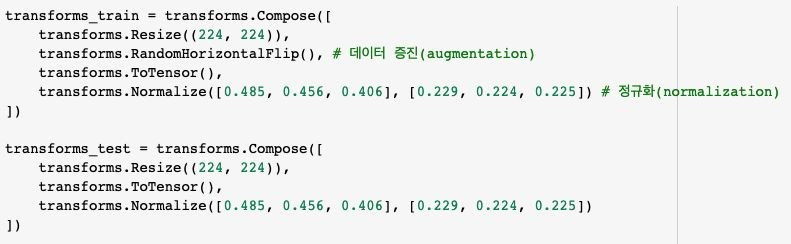 transforms_train = transforms.Compose([
    transforms.Resize((224, 224)),
    transforms.RandomHorizontalFlip(), # 데이터 증진(augmentation)
    transforms.ToTensor(),
    transforms.Normalize([0.485, 0.456, 0.406], [0.229, 0.224, 0.225]) # 정규화(normalization)
])

transforms_test = transforms.Compose([
    transforms.Resize((224, 224)),
    transforms.ToTensor(),
    transforms.Normalize([0.485, 0.456, 0.406], [0.229, 0.224, 0.225])
])